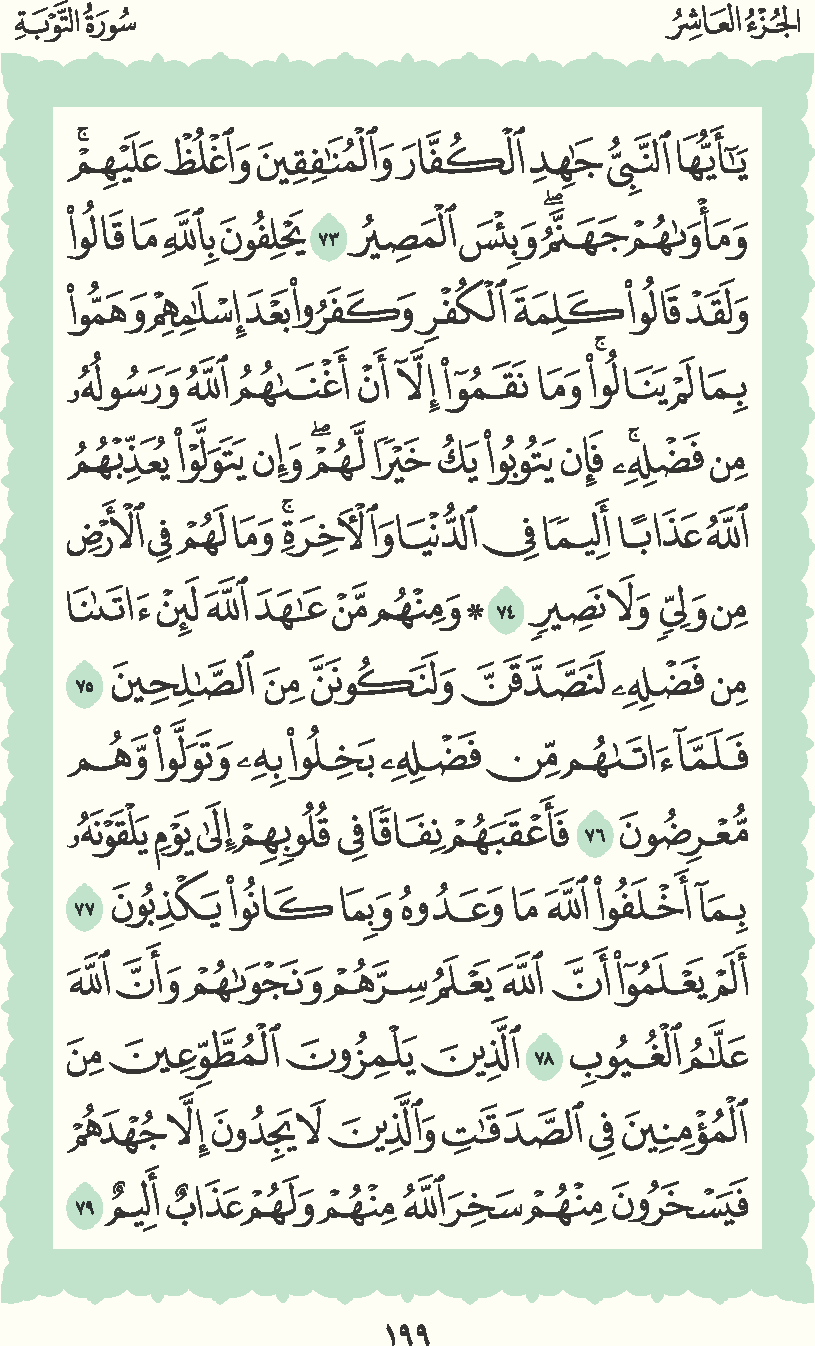 الجُزْءُ العَاشِرُ
سُورَةُ التَّوْبَةِ
يَـٰٓأَيُّهَا ٱلنَّبِىُّ جَـٰهِدِ ٱلْكُفَّارَ وَٱلْمُنَـٰفِقِينَ وَٱغْلُظْ عَلَيْهِمْ ۚ
وَمَأْوَىٰهُمْ جَهَنَّمُ ۖ وَبِئْسَ ٱلْمَصِيرُ ٧٣ يَحْلِفُونَ بِٱللَّهِ مَا قَالُوا۟
وَلَقَدْ قَالُوا۟ كَلِمَةَ ٱلْكُفْرِ وَكَفَرُوا۟ بَعْدَ إِسْلَـٰمِهِمْ وَهَمُّوا۟
بِمَا لَمْ يَنَالُوا۟ ۚ وَمَا نَقَمُوٓا۟ إِلَّآ أَنْ أَغْنَىٰهُمُ ٱللَّهُ وَرَسُولُهُۥ
مِن فَضْلِهِۦ ۚ فَإِن يَتُوبُوا۟ يَكُ خَيْرًا لَّهُمْ ۖ وَإِن يَتَوَلَّوْا۟ يُعَذِّبْهُمُ
ٱللَّهُ عَذَابًا أَلِيمًا فِى ٱلدُّنْيَا وَٱلْـَٔاخِرَةِ ۚ وَمَا لَهُمْ فِى ٱلْأَرْضِ
مِن وَلِىٍّ وَلَا نَصِيرٍ ٧٤ ۞ وَمِنْهُم مَّنْ عَـٰهَدَ ٱللَّهَ لَئِنْ ءَاتَىٰنَا
مِن فَضْلِهِۦ لَنَصَّدَّقَنَّ وَلَنَكُونَنَّ مِنَ ٱلصَّـٰلِحِينَ ٧٥
فَلَمَّآ ءَاتَىٰهُم مِّن فَضْلِهِۦ بَخِلُوا۟ بِهِۦ وَتَوَلَّوا۟ وَّهُم
مُّعْرِضُونَ ٧٦ فَأَعْقَبَهُمْ نِفَاقًا فِى قُلُوبِهِمْ إِلَىٰ يَوْمِ يَلْقَوْنَهُۥ
بِمَآ أَخْلَفُوا۟ ٱللَّهَ مَا وَعَدُوهُ وَبِمَا كَانُوا۟ يَكْذِبُونَ ٧٧
أَلَمْ يَعْلَمُوٓا۟ أَنَّ ٱللَّهَ يَعْلَمُ سِرَّهُمْ وَنَجْوَىٰهُمْ وَأَنَّ ٱللَّهَ
عَلَّـٰمُ ٱلْغُيُوبِ ٧٨ ٱلَّذِينَ يَلْمِزُونَ ٱلْمُطَّوِّعِينَ مِنَ
ٱلْمُؤْمِنِينَ فِى ٱلصَّدَقَـٰتِ وَٱلَّذِينَ لَا يَجِدُونَ إِلَّا جُهْدَهُمْ
فَيَسْخَرُونَ مِنْهُمْ سَخِرَ ٱللَّهُ مِنْهُمْ وَلَهُمْ عَذَابٌ أَلِيمٌ ٧٩
١٩٩